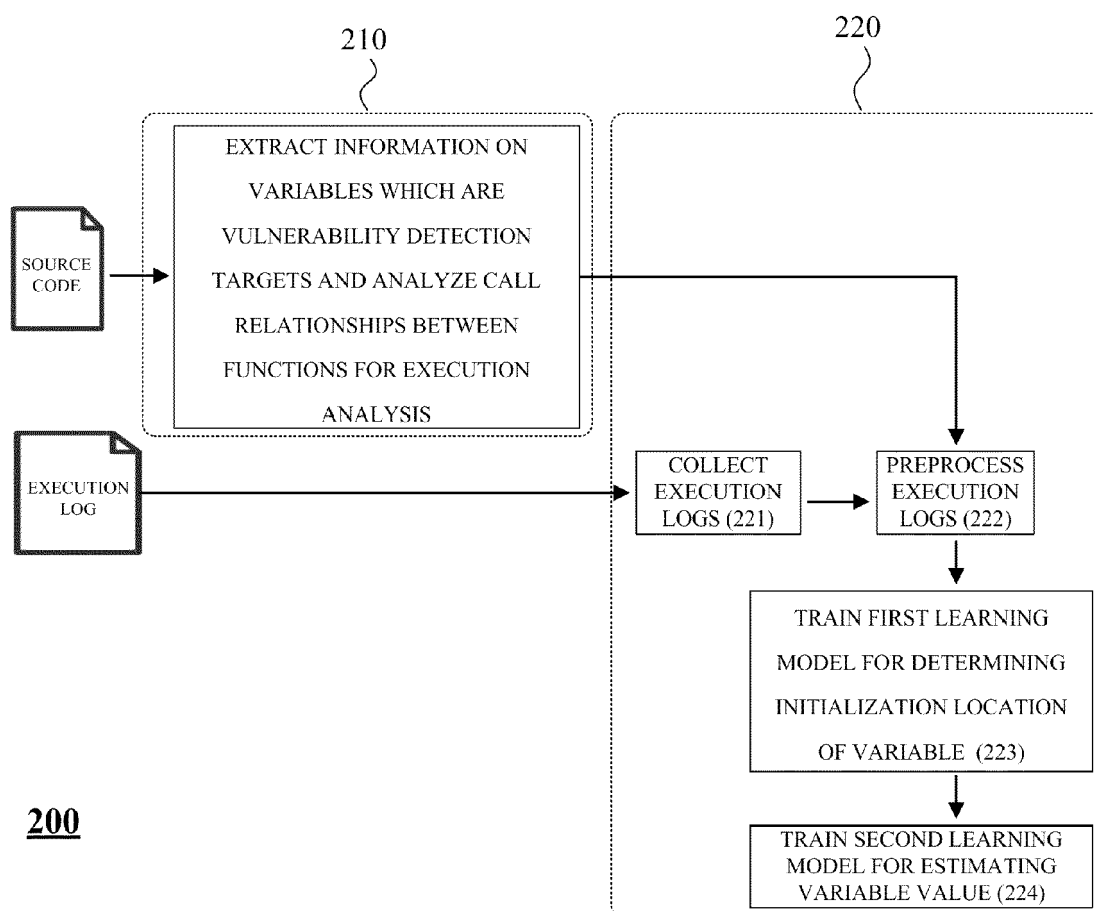 210
220
EXTRACT INFORMATION ON
VARIABLES WHICH ARE
VULNERABILITY DETECTION
TARGETS AND ANALYZE CALL
RELATIONSHIPS BETWEEN
FUNCTIONS FOR EXECUTION
ANALYSIS
SOURCE
CODE
EXECUTION
LOG
COLLECT
EXECUTION
LOGS (221)
PREPROCESS
EXECUTION
LOGS (222)
TRAIN FIRST LEARNING
MODEL FOR DETERMINING
INITIALIZATION LOCATION
OF VARIABLE (223)
200
TRAIN SECOND LEARNING
MODEL FOR ESTIMATING
VARIABLE VALUE (224)